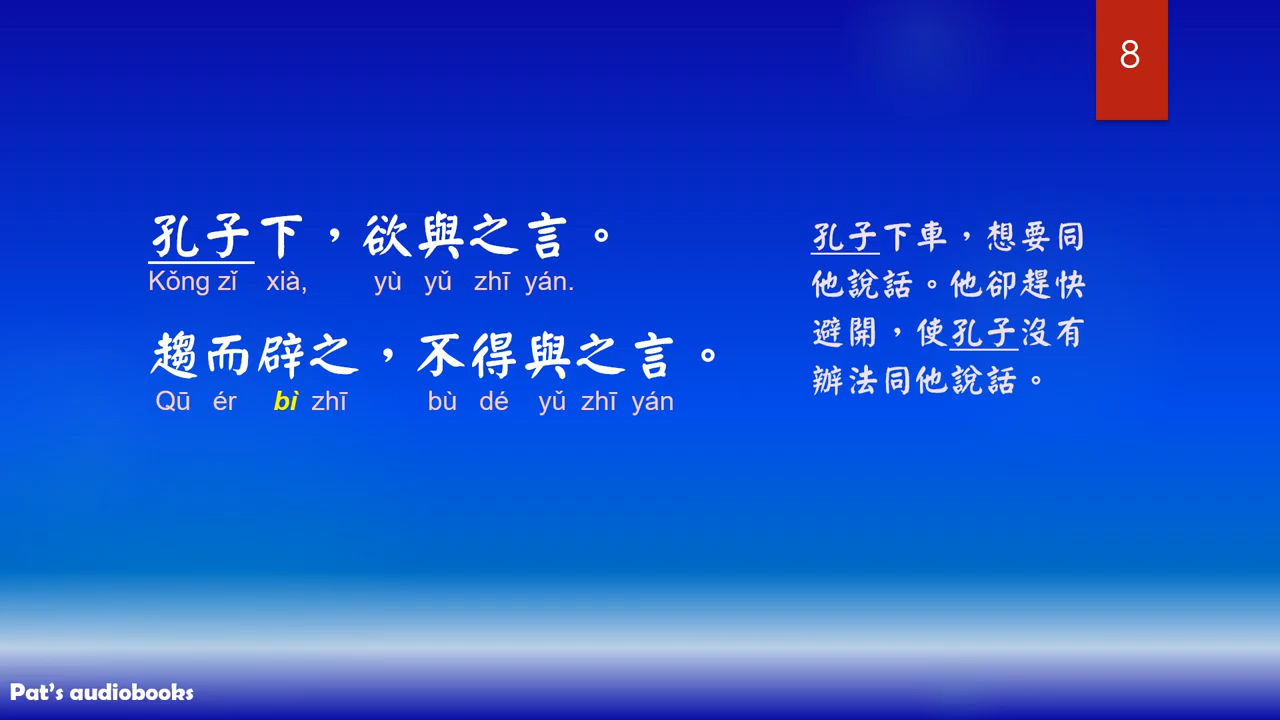 8
孔子下，欲與之言。
Kǒng zǐ xià, yù yǔ zhī yán.
趨而辟之，不得與之言。
Qū ér bì zhī bù dé yǔ zhī yán
孔子下車，想要同
他說話。他卻趕快
避開，使孔子沒有
辦法同他說話。
Pat's audiobooks